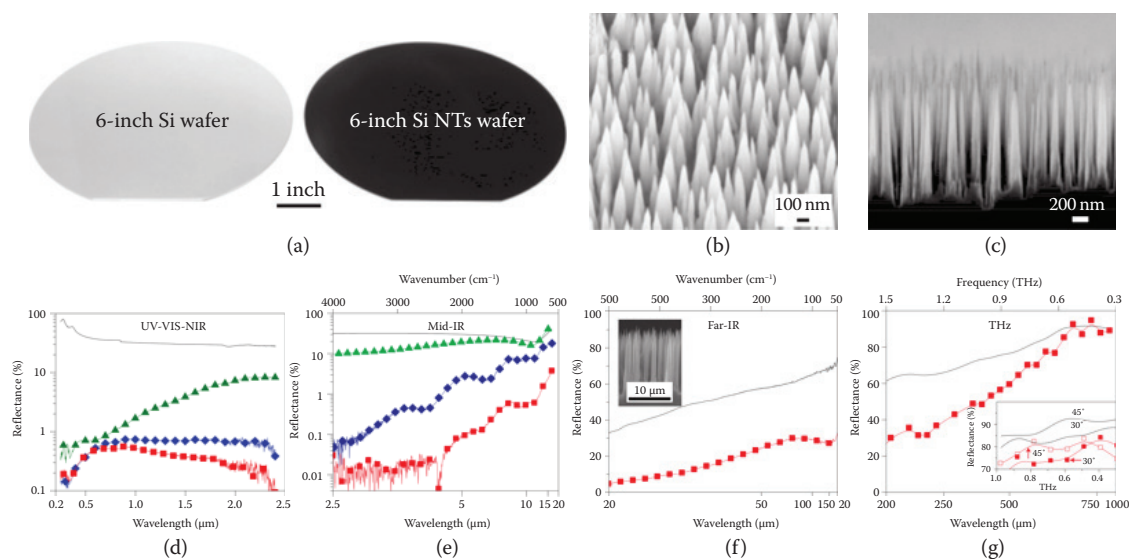 6-inch Si wafer
6-inch Si NTs wafer
1 inch
(a)
100 nm
(b)
200 nm
(c)
UV-VIS-NIR
Reflectance (%)
100
10
1
0.1
0.2
0.5
1.0
1.5
2.0
2.5
Wavelength (μm)
(d)
Wavenumber (cm⁻¹)
4000
3000
2000
1000
500
Mid-IR
Reflectance (%)
100
10
1
0.1
0.01
2.5
5
10
15 20
Wavelength (μm)
(e)
Wavenumber (cm⁻¹)
500 400 300 200 100 50
Far-IR
10 μm
Reflectance (%)
100
80
60
40
20
0
20
50
100
150 20
Wavelength (μm)
(f)
Frequency (THz)
1.5
1.2
0.9
0.6
0.3
THz
Reflectance (%)
100
80
60
40
20
0
Reflectance (%)
90
80
70
45˚
30˚
45˚
30˚
1.0
0.8
0.6
0.4
THz
200
500
750
1000
Wavelength (μm)
(g)